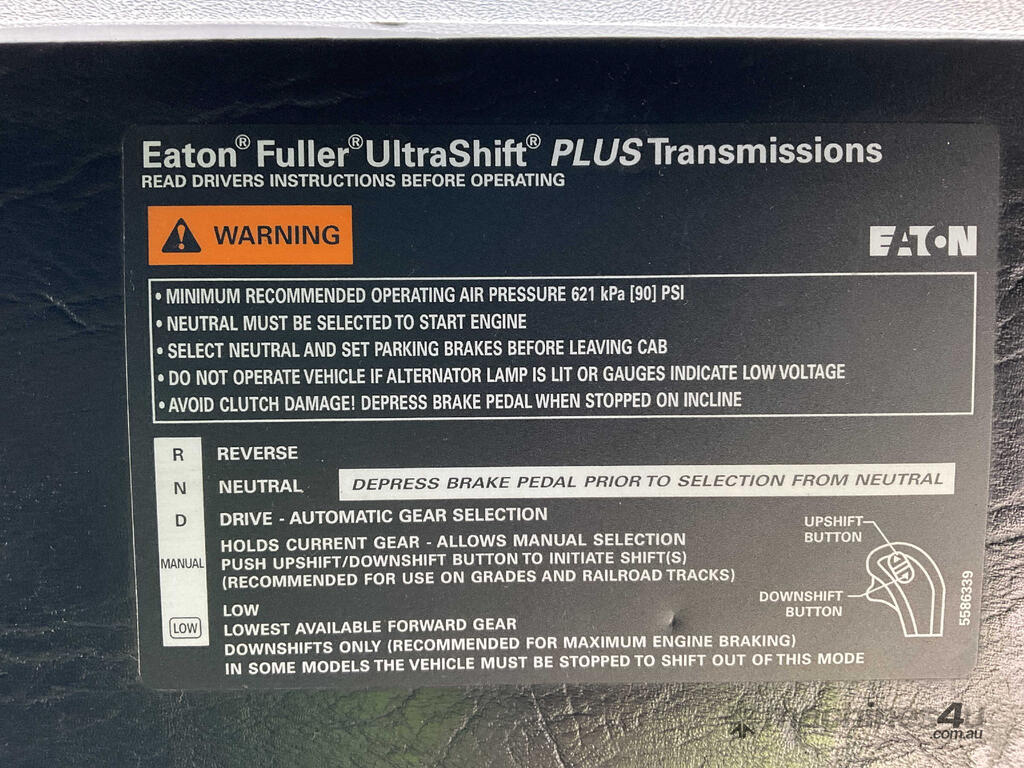 Eaton® Fuller® UltraShift® PLUS Transmissions
READ DRIVERS INSTRUCTIONS BEFORE OPERATING
WARNING
EATON
• MINIMUM RECOMMENDED OPERATING AIR PRESSURE 621 kPa [90] PSI
• NEUTRAL MUST BE SELECTED TO START ENGINE
• SELECT NEUTRAL AND SET PARKING BRAKES BEFORE LEAVING CAB
• DO NOT OPERATE VEHICLE IF ALTERNATOR LAMP IS LIT OR GAUGES INDICATE LOW VOLTAGE
• AVOID CLUTCH DAMAGE! DEPRESS BRAKE PEDAL WHEN STOPPED ON INCLINE
R REVERSE
N NEUTRAL DEPRESS BRAKE PEDAL PRIOR TO SELECTION FROM NEUTRAL
D DRIVE - AUTOMATIC GEAR SELECTION
MANUAL HOLDS CURRENT GEAR - ALLOWS MANUAL SELECTION
PUSH UPSHIFT/DOWNSHIFT BUTTON TO INITIATE SHIFT(S)
(RECOMMENDED FOR USE ON GRADES AND RAILROAD TRACKS)
LOW LOW
LOWEST AVAILABLE FORWARD GEAR
DOWNSHIFTS ONLY (RECOMMENDED FOR MAXIMUM ENGINE BRAKING)
IN SOME MODELS THE VEHICLE MUST BE STOPPED TO SHIFT OUT OF THIS MODE
UPSHIFT
BUTTON
DOWNSHIFT
BUTTON
5586339
machines4u
.com.au